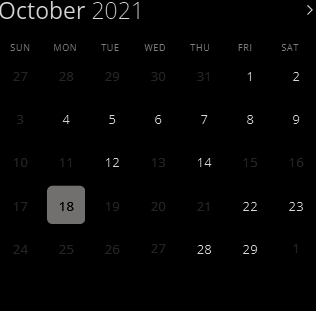 October 2021
SUN MON TUE WED THU FRI SAT
27 28 29 30 31 1 2
3 4 5 6 7 8 9
10 11 12 13 14 15 16
17 18 19 20 21 22 23
24 25 26 27 28 29 1